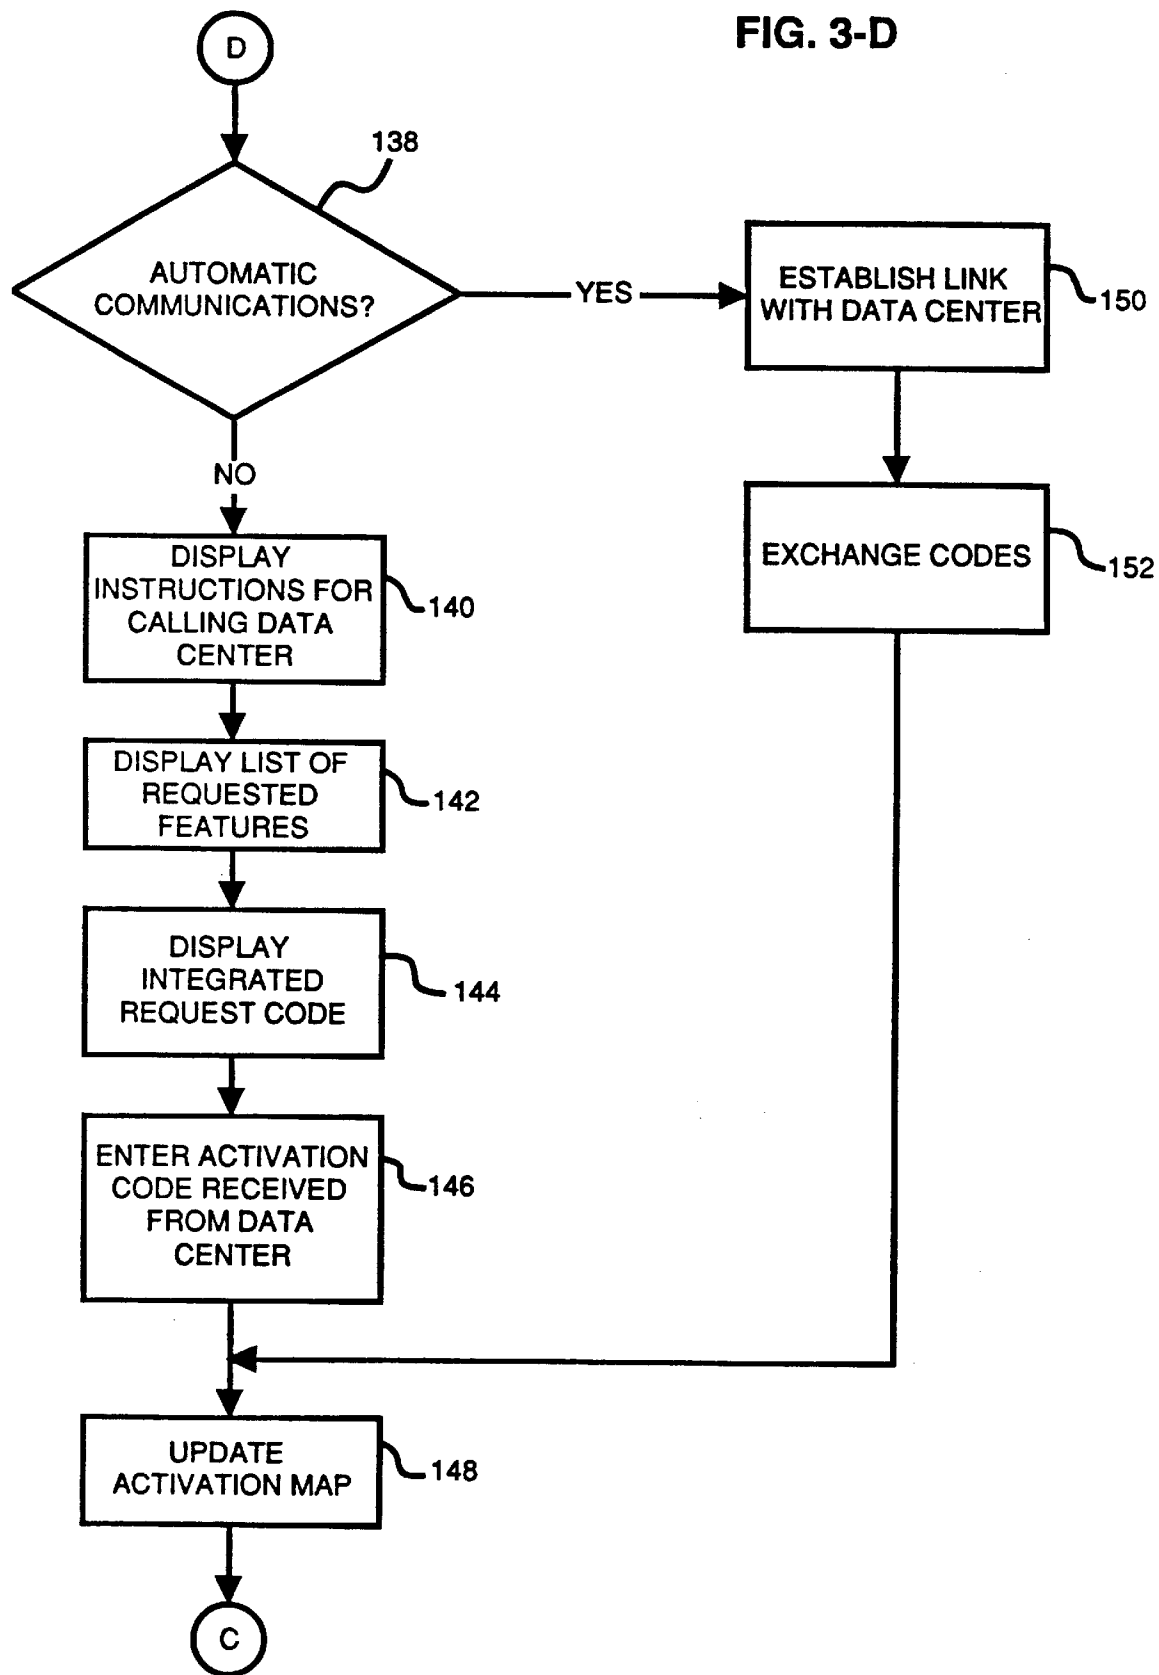 FIG. 3-D
D
138
AUTOMATIC
COMMUNICATIONS?
YES
ESTABLISH LINK
WITH DATA CENTER
150
NO
EXCHANGE CODES
152
DISPLAY
INSTRUCTIONS FOR
CALLING DATA
CENTER
140
DISPLAY LIST OF
REQUESTED
FEATURES
142
DISPLAY
INTEGRATED
REQUEST CODE
144
ENTER ACTIVATION
CODE RECEIVED
FROM DATA
CENTER
146
UPDATE
ACTIVATION MAP
148
C